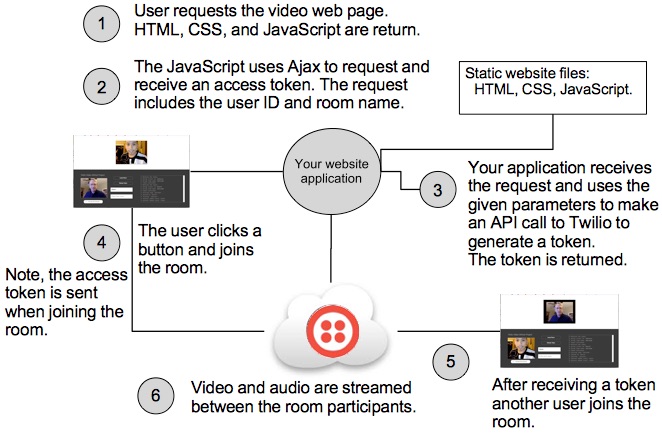 1
User requests the video web page.
HTML, CSS, and JavaScript are return.
2
The JavaScript uses Ajax to request and
receive an access token. The request
includes the user ID and room name.
Static website files:
HTML, CSS, JavaScript.
Your website
application
3
Your application receives
the request and uses the
given parameters to make
an API call to Twilio to
generate a token.
The token is returned.
4
The user clicks a
button and joins
the room.
Note, the access
token is sent
when joining the
room.
5
After receiving a token
another user joins the
room.
6
Video and audio are streamed
between the room participants.